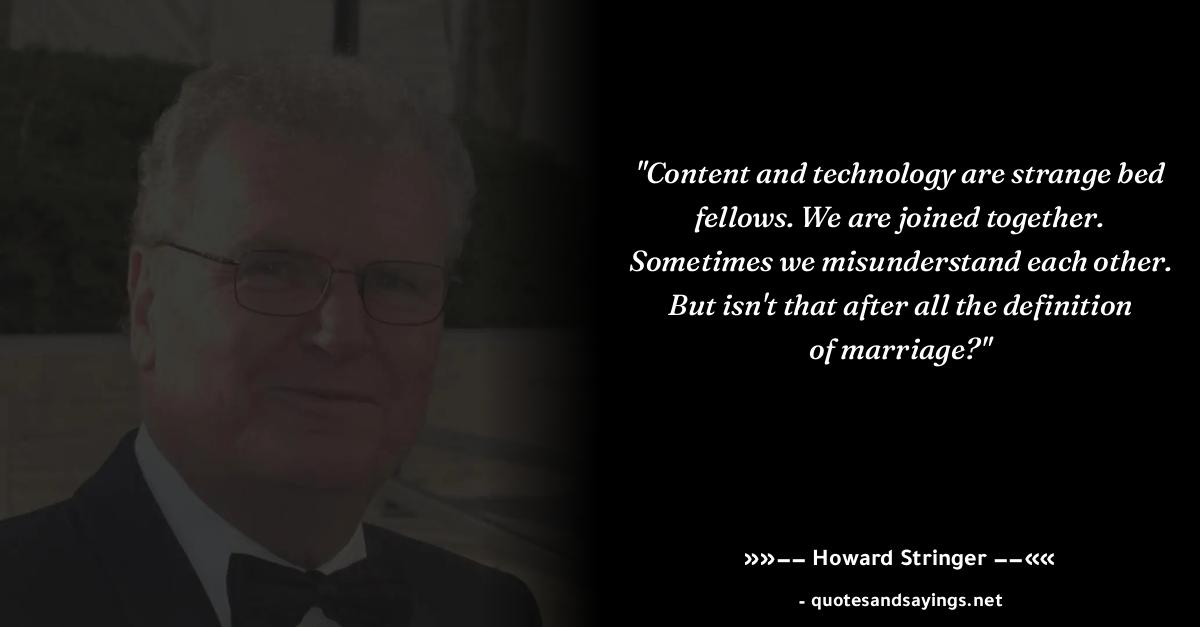 "Content and technology are strange bed
fellows. We are joined together.
Sometimes we misunderstand each other.
But isn't that after all the definition
of marriage?"
»»−− Howard Stringer −−««
- quotesandsayings.net